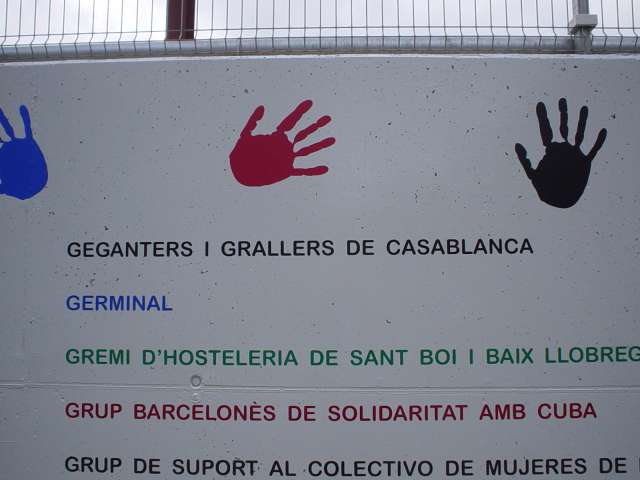 GEGANTERS I GRALLERS DE CASABLANCA
GERMINAL
GREMI D'HOSTELERIA DE SANT BOI I BAIX LLOBREG
GRUP BARCELONÈS DE SOLIDARITAT AMB CUBA
GRUP DE SUPORT AL COLECTIVO DE MUJERES DE